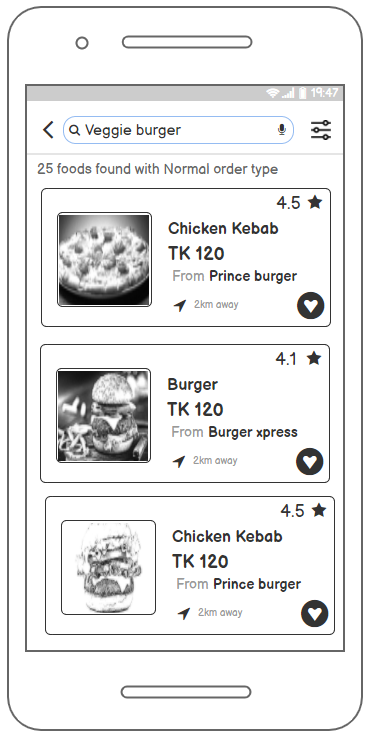 19:47
Veggie burger
25 foods found with Normal order type
4.5
Chicken Kebab
TK 120
From Prince burger
2km away
4.1
Burger
TK 120
From Burger xpress
2km away
4.5
Chicken Kebab
TK 120
From Prince burger
2km away